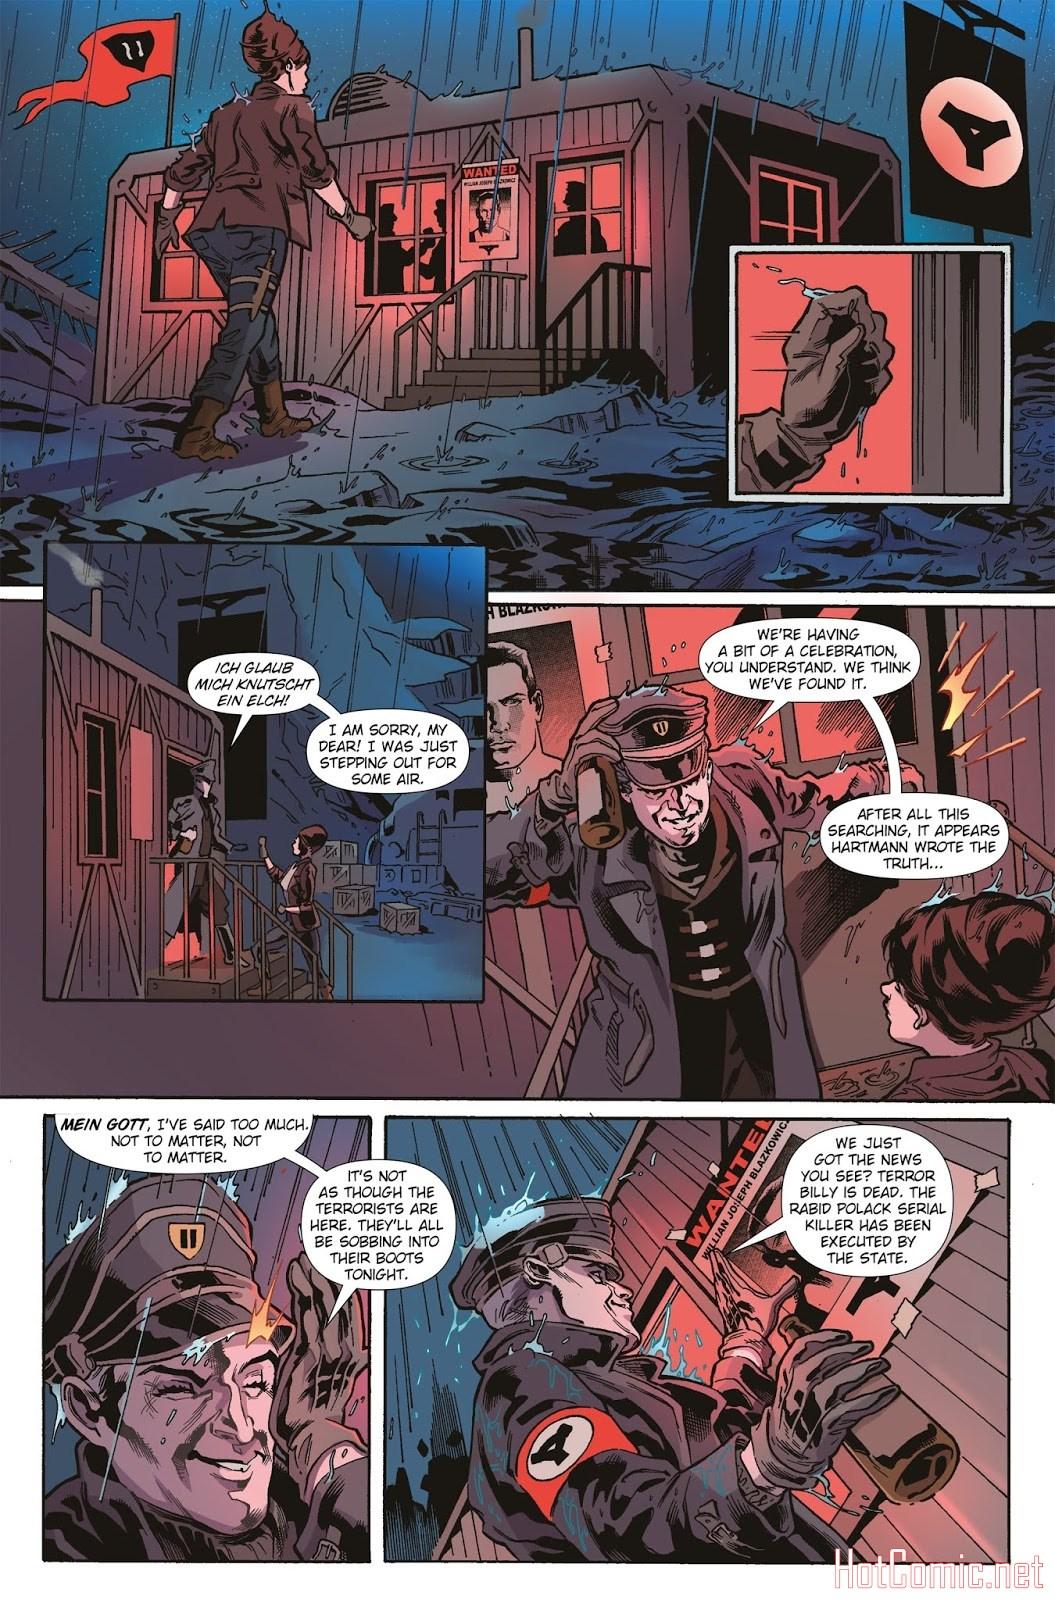 WANTED
WILLIAN JOSEPH BLAZKOWICZ
ICH GLAUB
MICH KNUTSCHT
EIN ELCH!
I AM SORRY, MY
DEAR! I WAS JUST
STEPPING OUT FOR
SOME AIR.
PH BLAZKOW
WE'RE HAVING
A BIT OF A CELEBRATION,
YOU UNDERSTAND. WE THINK
WE'VE FOUND IT.
AFTER ALL THIS
SEARCHING, IT APPEARS
HARTMANN WROTE THE
TRUTH...
MEIN GOTT, I'VE SAID TOO MUCH.
NOT TO MATTER, NOT
TO MATTER.
IT'S NOT
AS THOUGH THE
TERRORISTS ARE
HERE. THEY'LL ALL
BE SOBBING INTO
THEIR BOOTS
TONIGHT.
WANTED
WILLIAN JOSEPH BLAZKOWICZ
WE JUST
GOT THE NEWS
YOU SEE? TERROR
BILLY IS DEAD. THE
RABID POLACK SERIAL
KILLER HAS BEEN
EXECUTED BY
THE STATE.
HotComic.net